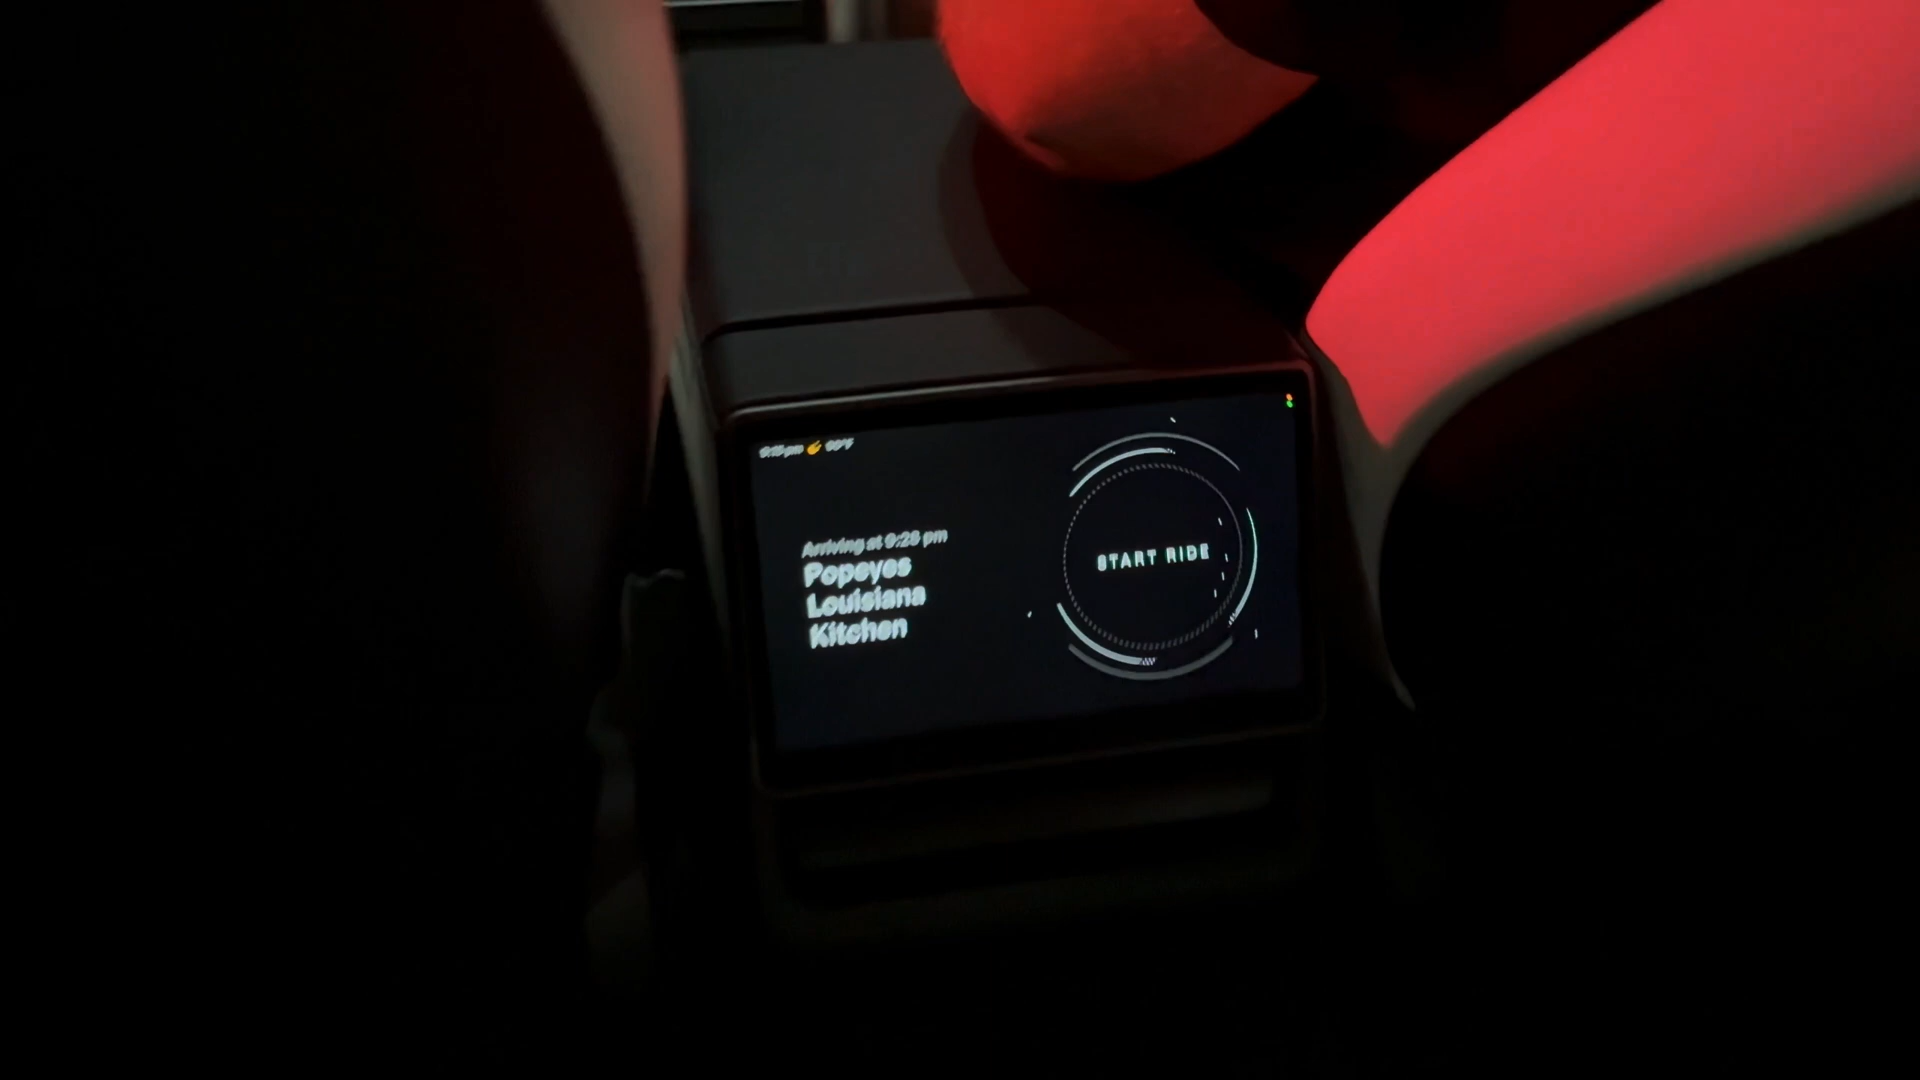 Arriving at 9:28 pm
Popeyes
Louisiana
Kitchen
START RIDE